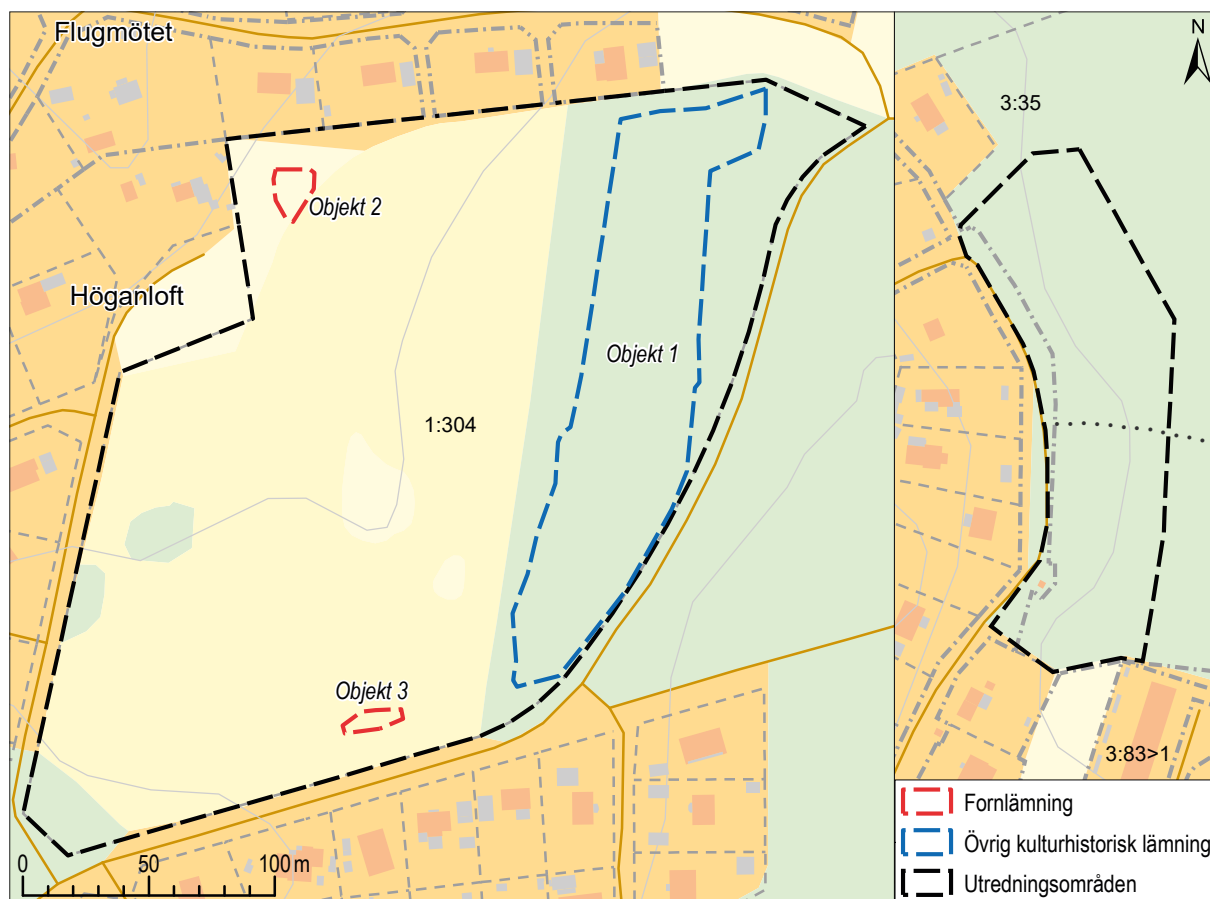 Flugmötet
N
3:35
Objekt 2
Höganloft
Objekt 1
1:304
Objekt 3
3:83>1
0 50 100 m
Fornlämning
Övrig kulturhistorisk lämning
Utredningsområden